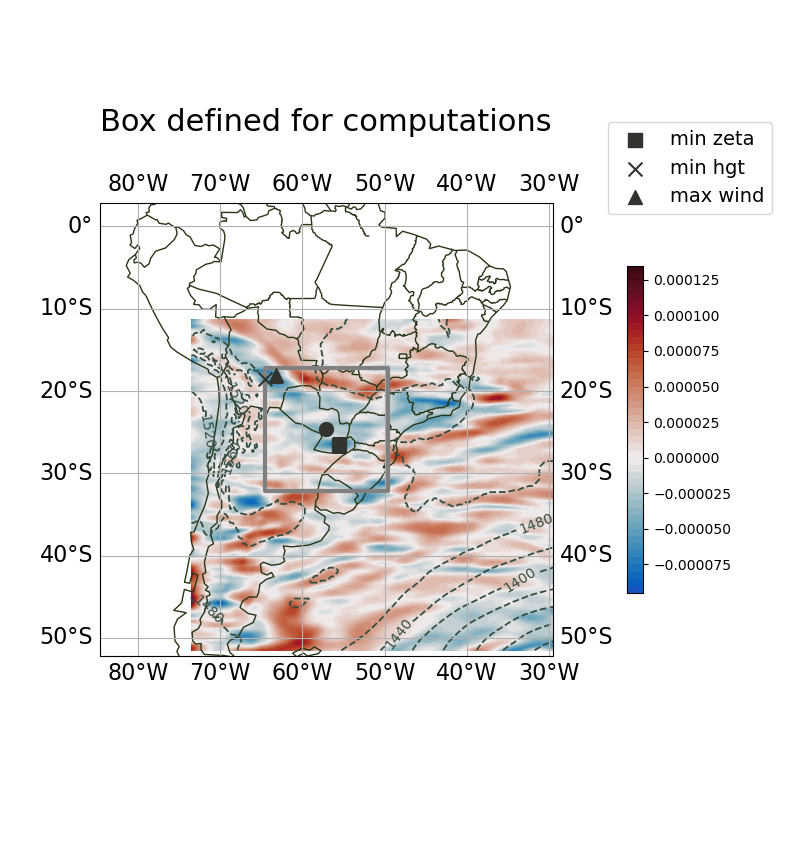 Box defined for computations
min zeta
min hgt
max wind
80°W 70°W 60°W 50°W 40°W 30°W
0° 0°
10°S 10°S
20°S 20°S
30°S 30°S
40°S 40°S
50°S 50°S
80°W 70°W 60°W 50°W 40°W 30°W
1520
1480
1400
1440
0.000125
0.000100
0.000075
0.000050
0.000025
0.000000
−0.000025
−0.000050
−0.000075